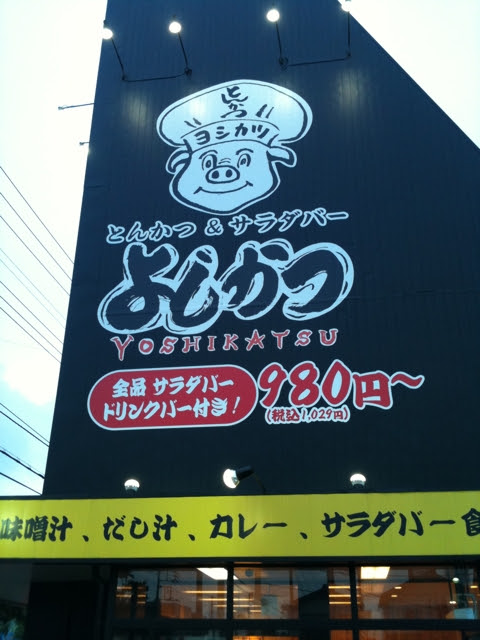 とんかつ
ヨシカツ
とんかつ & サラダバー
よしかつ
YOSHIKATSU
全品 サラダバー
ドリンクバー付き!
980円~
(税込1,029円)
味噌汁、だし汁、カレー、サラダバー 食